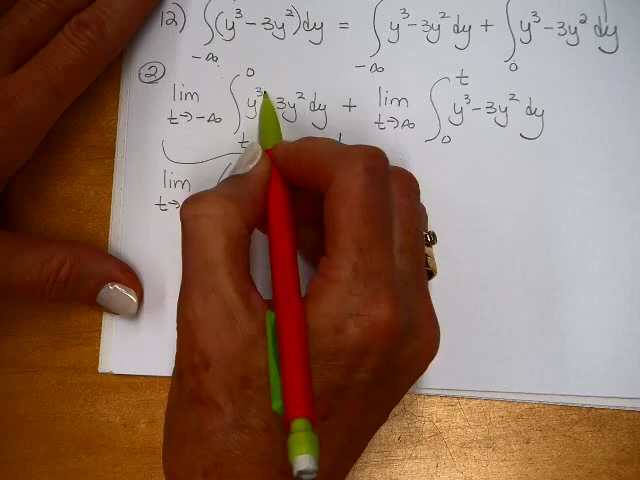 12) ∫_{-∞} (y³ - 3y²)dy = ∫_{-∞} y³ - 3y² dy + ∫_0 y³ - 3y² dy
② lim_{t→-∞} ∫_t^0 y³ 3y² dy + lim_{t→∞} ∫_0^t y³ - 3y² dy
lim t→